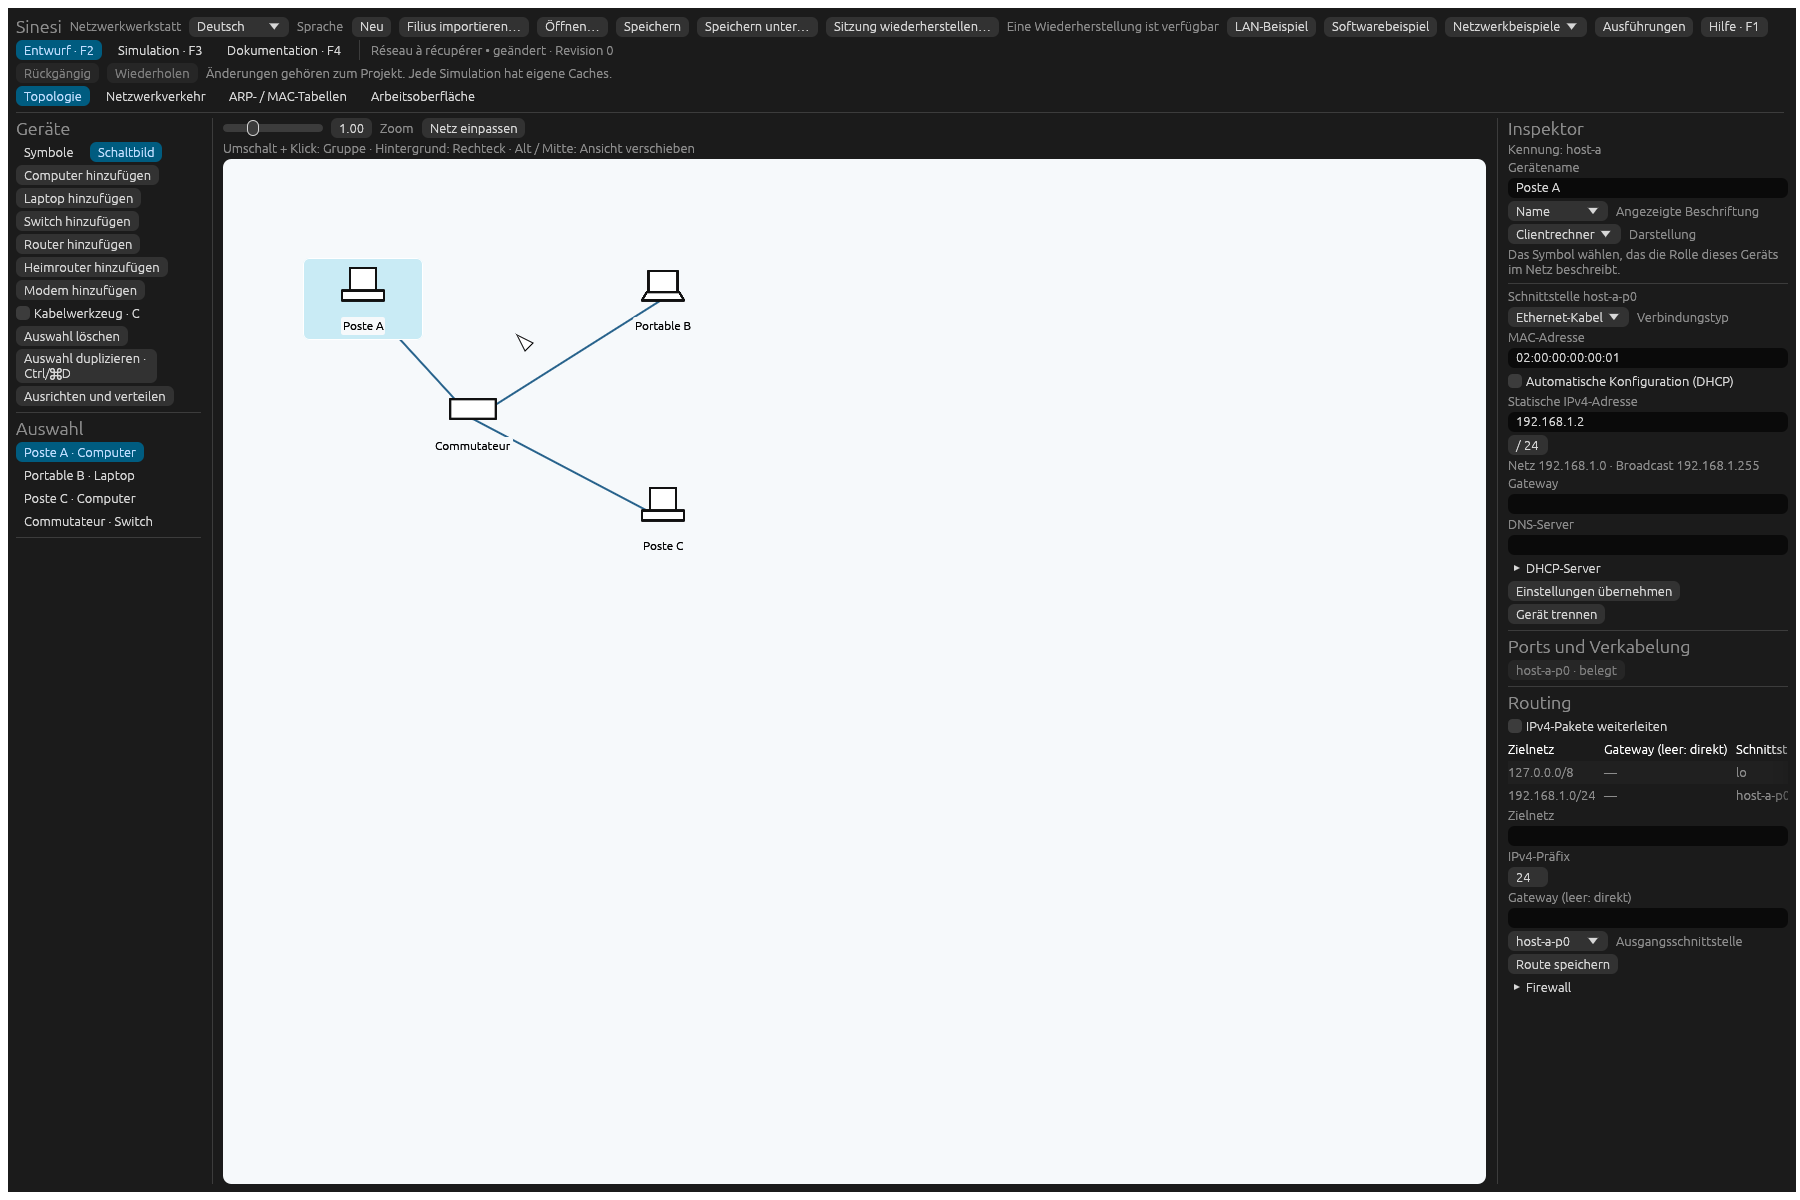 Sinesi Netzwerkwerkstatt Deutsch Sprache Neu Filius importieren... Öffnen... Speichern Speichern unter... Sitzung wiederherstellen... Eine Wiederherstellung ist verfügbar LAN-Beispiel Softwarebeispiel Netzwerkbeispiele Ausführungen Hilfe · F1
Entwurf · F2 Simulation · F3 Dokumentation · F4 Réseau à récupérer • geändert · Revision 0
Rückgängig Wiederholen Änderungen gehören zum Projekt. Jede Simulation hat eigene Caches.
Topologie Netzwerkverkehr ARP- / MAC-Tabellen Arbeitsoberfläche
Geräte
Symbole Schaltbild
Computer hinzufügen
Laptop hinzufügen
Switch hinzufügen
Router hinzufügen
Heimrouter hinzufügen
Modem hinzufügen
Kabelwerkzeug · C
Auswahl löschen
Auswahl duplizieren ·
Ctrl/⌘D
Ausrichten und verteilen
Auswahl
Poste A · Computer
Portable B · Laptop
Poste C · Computer
Commutateur · Switch
1.00 Zoom Netz einpassen
Umschalt + Klick: Gruppe · Hintergrund: Rechteck · Alt / Mitte: Ansicht verschieben
Poste A
Portable B
Commutateur
Poste C
Inspektor
Kennung: host-a
Gerätename
Poste A
Name Angezeigte Beschriftung
Clientrechner Darstellung
Das Symbol wählen, das die Rolle dieses Geräts
im Netz beschreibt.
Schnittstelle host-a-p0
Ethernet-Kabel Verbindungstyp
MAC-Adresse
02:00:00:00:00:01
Automatische Konfiguration (DHCP)
Statische IPv4-Adresse
192.168.1.2
/ 24
Netz 192.168.1.0 · Broadcast 192.168.1.255
Gateway
DNS-Server
DHCP-Server
Einstellungen übernehmen
Gerät trennen
Ports und Verkabelung
host-a-p0 · belegt
Routing
IPv4-Pakete weiterleiten
Zielnetz Gateway (leer: direkt) Schnittst
127.0.0.0/8 — lo
192.168.1.0/24 — host-a-p0
Zielnetz
IPv4-Präfix
24
Gateway (leer: direkt)
host-a-p0 Ausgangsschnittstelle
Route speichern
Firewall